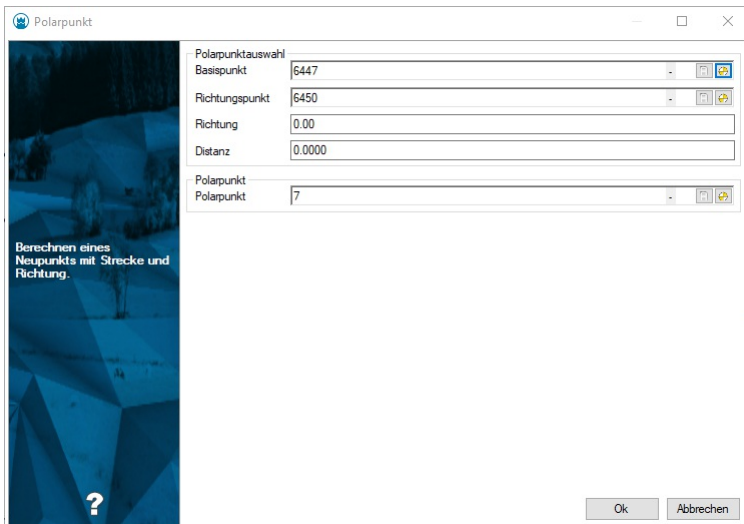 Polarpunkt
Polarpunktauswahl
Basispunkt 6447
Richtungspunkt 6450
Richtung 0.00
Distanz 0.0000
Polarpunkt
Polarpunkt 7
Berechnen eines
Neupunkts mit Strecke und
Richtung.
?
Ok Abbrechen